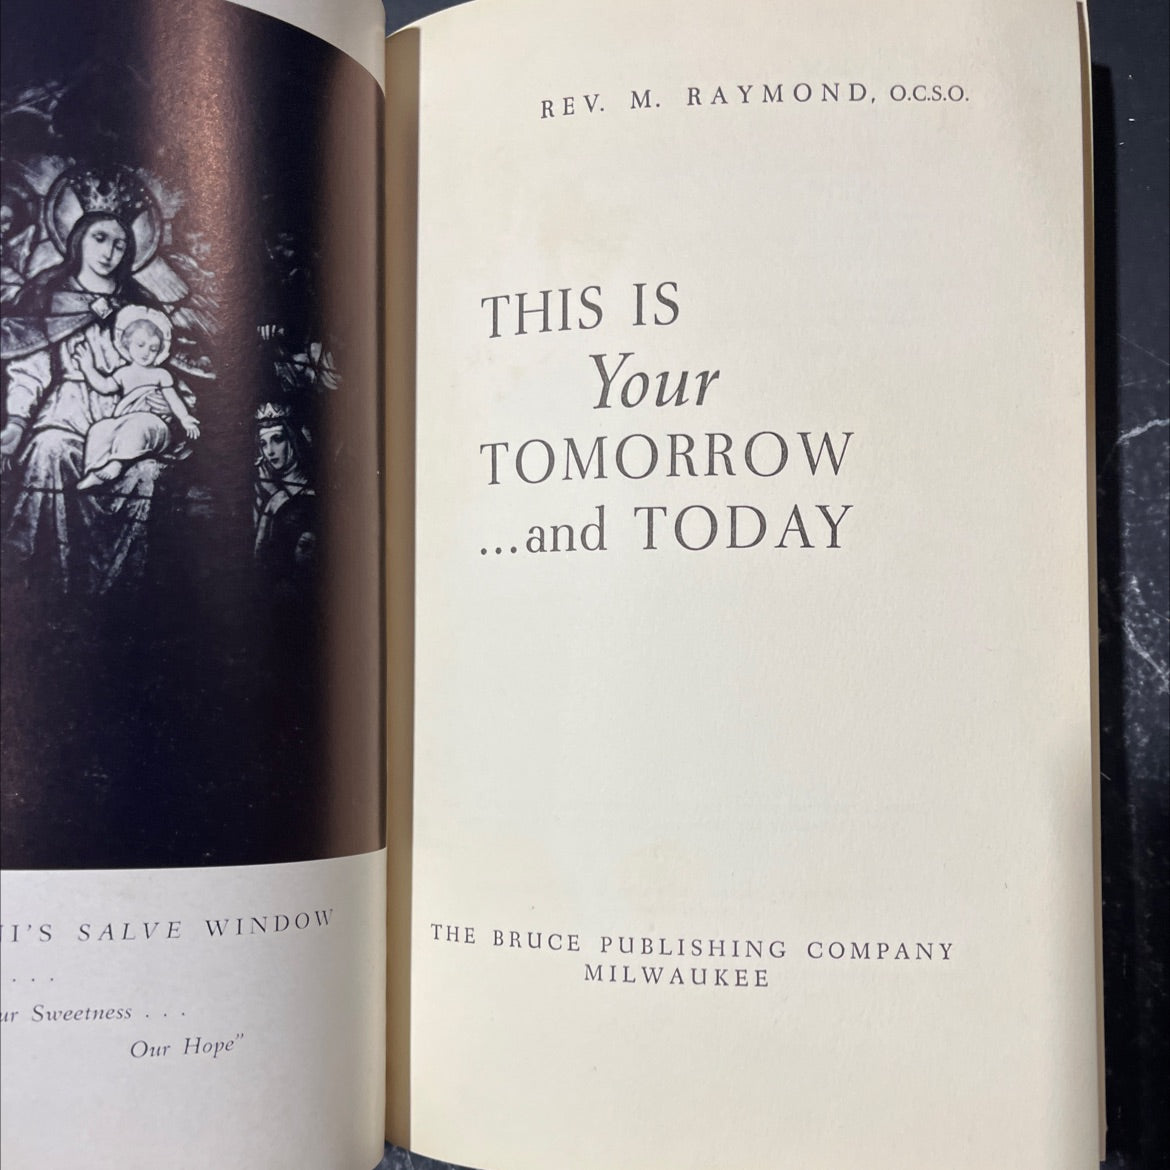 I'S SALVE WINDOW
. . .
ur Sweetness . . .
Our Hope”
REV. M. RAYMOND, O.C.S.O.
THIS IS
Your
TOMORROW
...and TODAY
THE BRUCE PUBLISHING COMPANY
MILWAUKEE